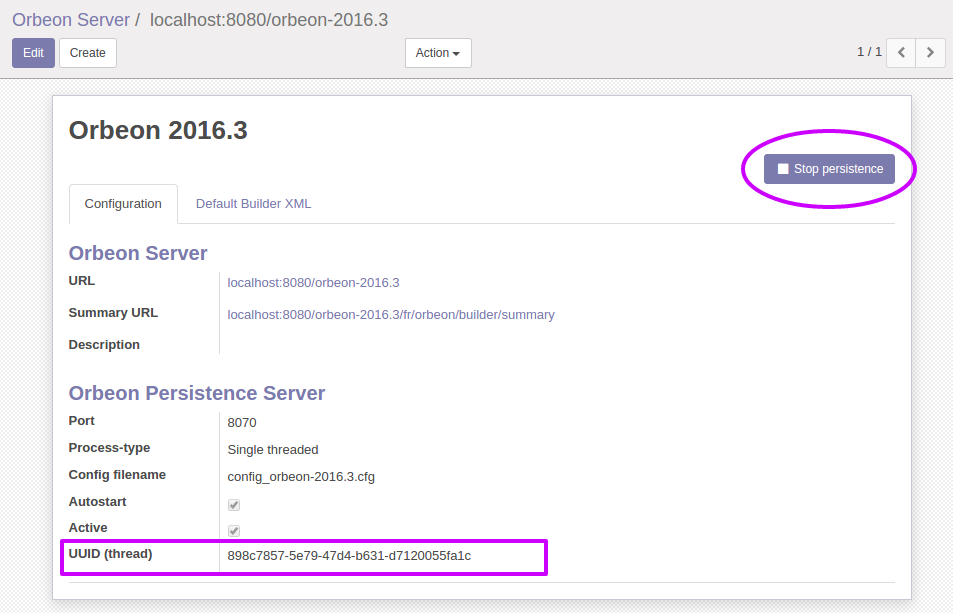 Orbeon Server / localhost:8080/orbeon-2016.3
Edit Create Action 1 / 1
Orbeon 2016.3
Stop persistence
Configuration Default Builder XML
Orbeon Server
URL localhost:8080/orbeon-2016.3
Summary URL localhost:8080/orbeon-2016.3/fr/orbeon/builder/summary
Description
Orbeon Persistence Server
Port 8070
Process-type Single threaded
Config filename config_orbeon-2016.3.cfg
Autostart
Active
UUID (thread) 898c7857-5e79-47d4-b631-d7120055fa1c